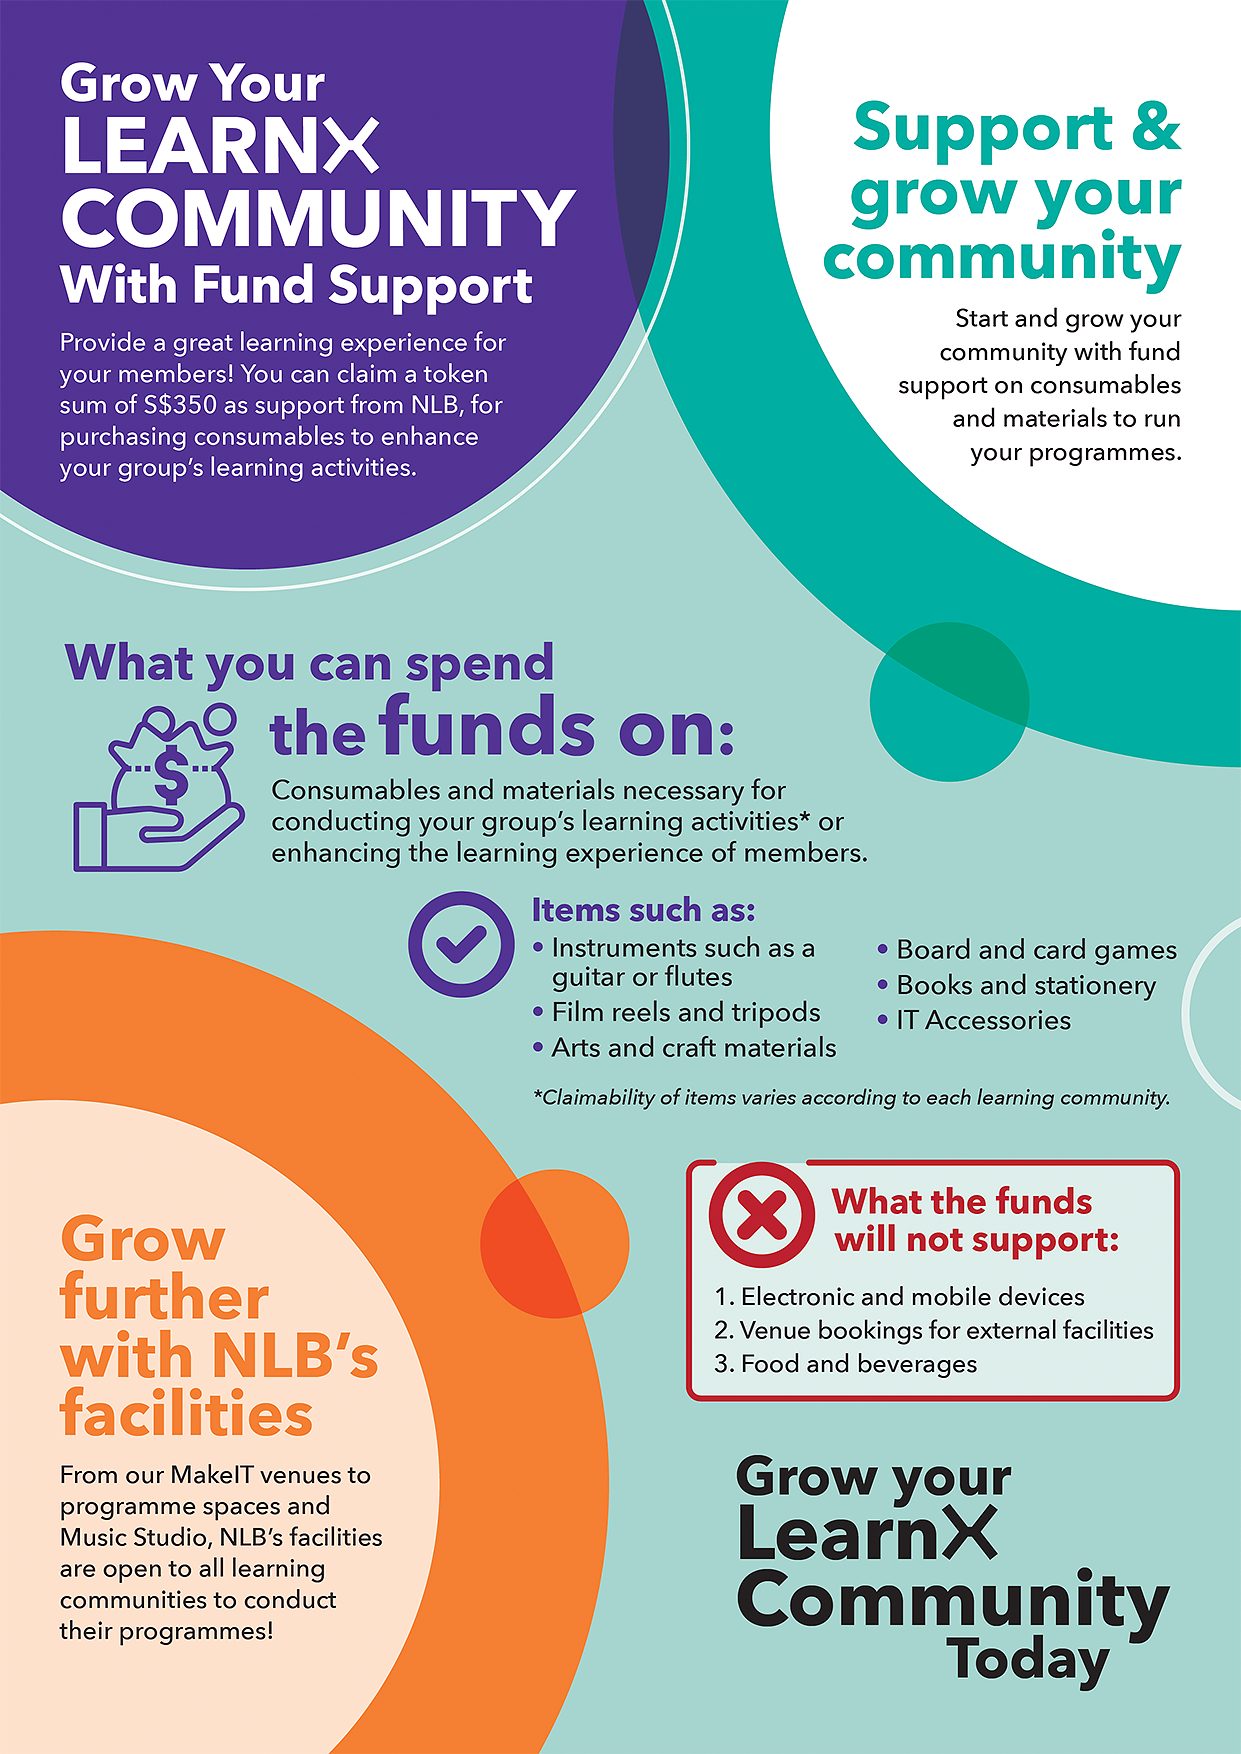 Grow Your
LEARNX
COMMUNITY
With Fund Support
Provide a great learning experience for
your members! You can claim a token
sum of S$350 as support from NLB, for
purchasing consumables to enhance
your group's learning activities.
Support &
grow your
community
Start and grow your
community with fund
support on consumables
and materials to run
your programmes.
What you can spend
the funds on:
$
Consumables and materials necessary for
conducting your group's learning activities* or
enhancing the learning experience of members.
Items such as:
• Instruments such as a
guitar or flutes
• Film reels and tripods
• Arts and craft materials
• Board and card games
• Books and stationery
• IT Accessories
*Claimability of items varies according to each learning community.
What the funds
will not support:
1. Electronic and mobile devices
2. Venue bookings for external facilities
3. Food and beverages
Grow
further
with NLB's
facilities
From our MakeIT venues to
programme spaces and
Music Studio, NLB's facilities
are open to all learning
communities to conduct
their programmes!
Grow your
LearnX
Community
Today